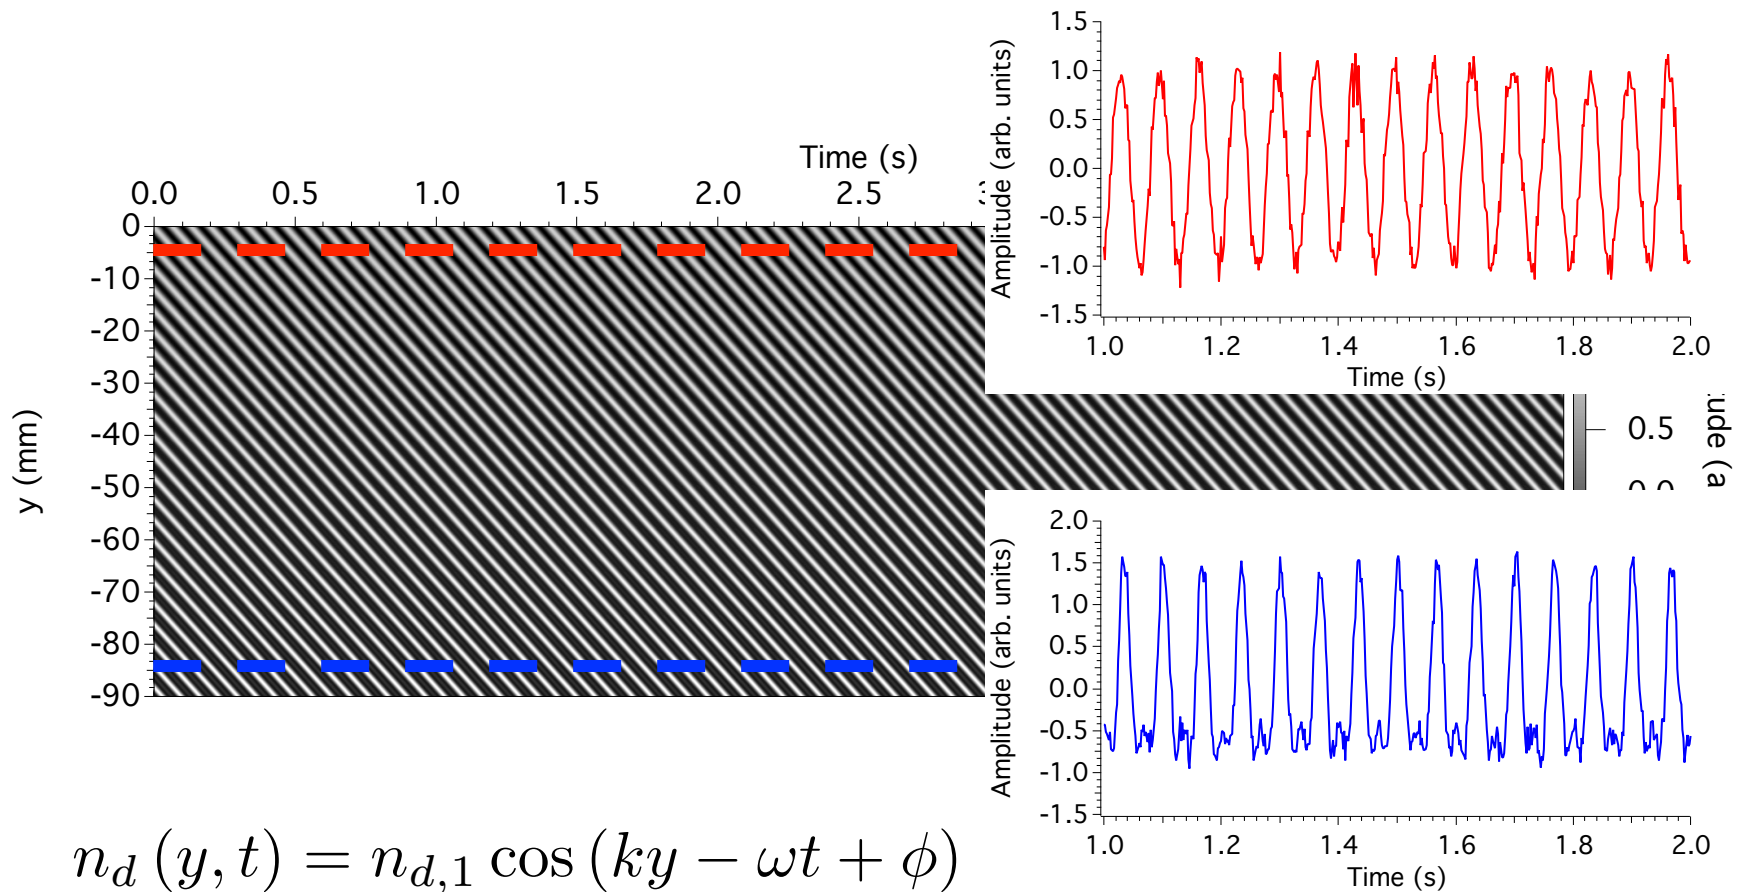 Time (s)
0.0 0.5 1.0 1.5 2.0 2.5
0
-10
-20
-30
-40
-50
-60
-70
-80
-90
y (mm)
1.5
1.0
0.5
0.0
-0.5
-1.0
-1.5
Amplitude (arb. units)
1.0 1.2 1.4 1.6 1.8 2.0
Time (s)
0.5
ude (a
2.0
1.5
1.0
0.5
0.0
-0.5
-1.0
-1.5
Amplitude (arb. units)
1.0 1.2 1.4 1.6 1.8 2.0
Time (s)
n_d (y, t) = n_{d,1} cos (ky − ωt + ϕ)